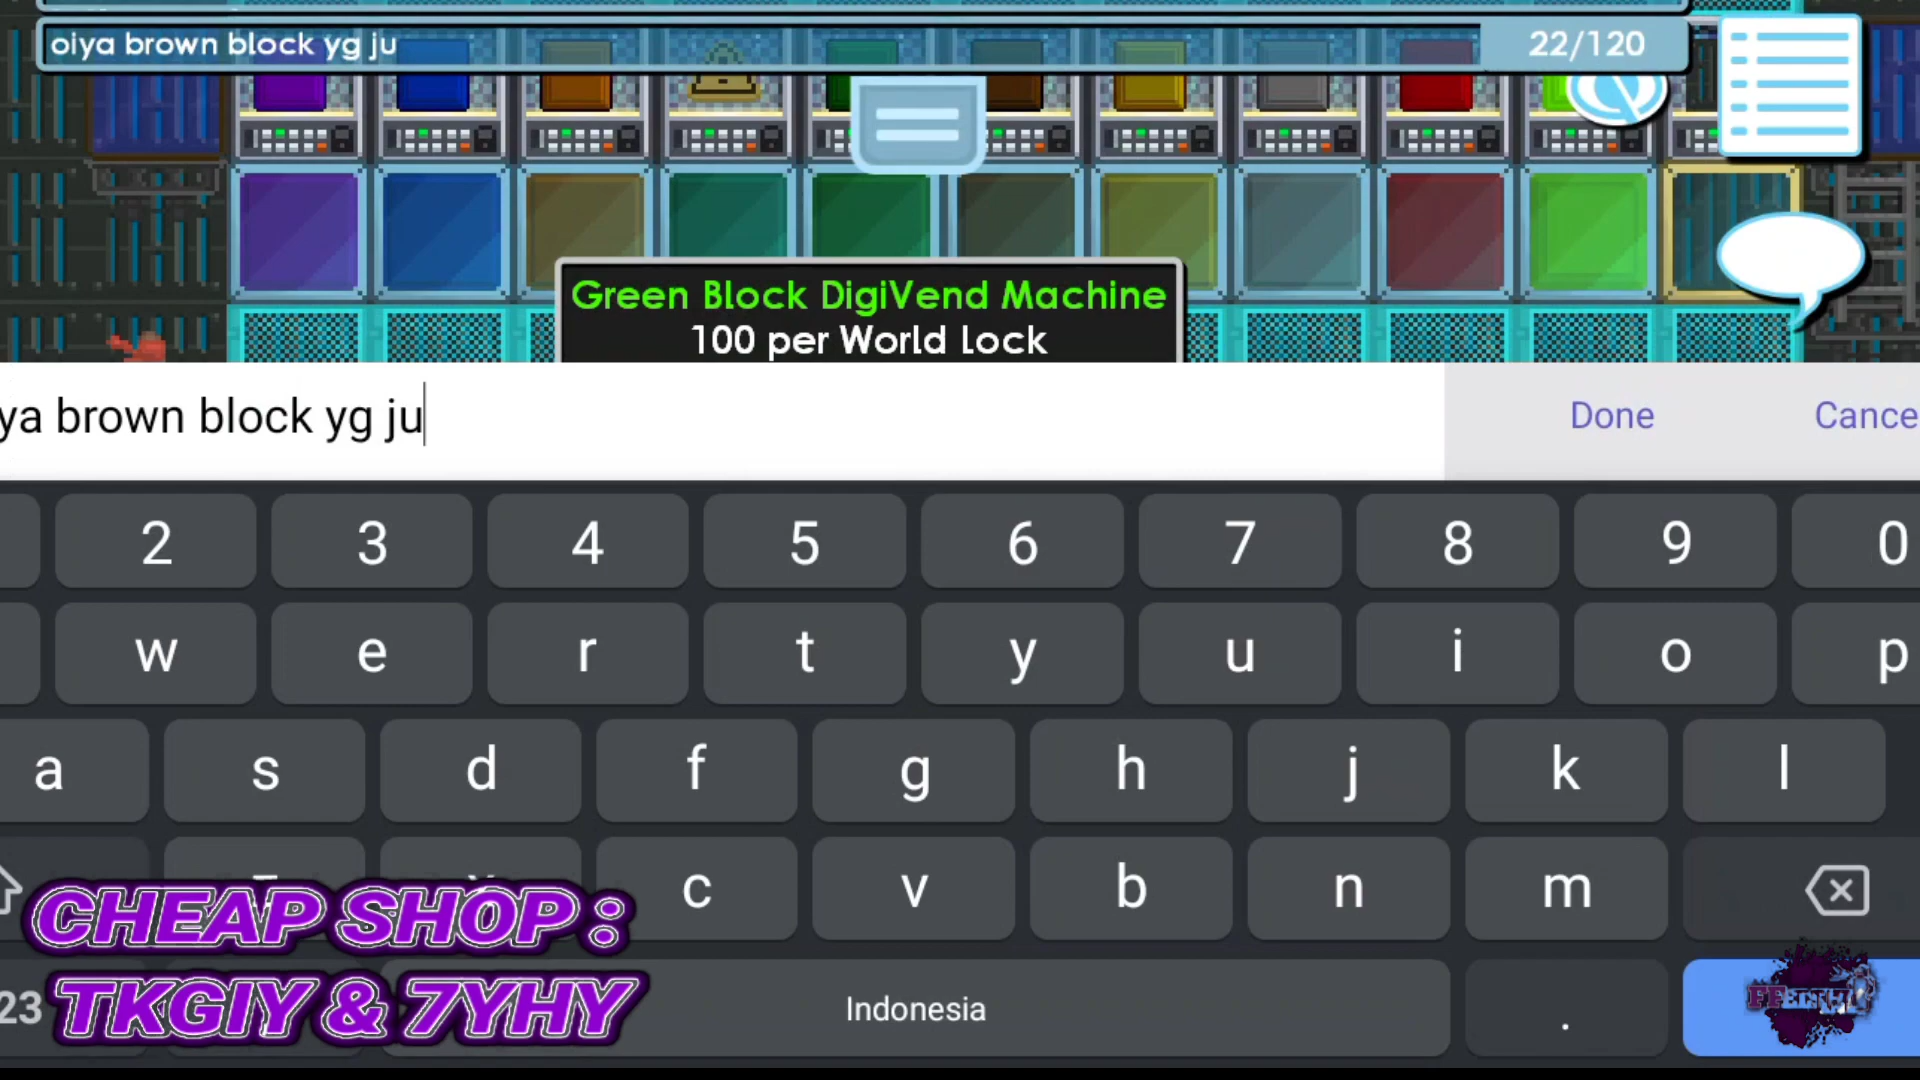 oiya brown block yg ju
22/120
Green Block DigiVend Machine
100 per World Lock
ya brown block yg ju
Done
Cance
2 3 4 5 6 7 8 9 0
w e r t y u i o p
a s d f g h j k l
c v b n m
CHEAP SHOP :
TKGIY & 7YHY
23
Indonesia
.